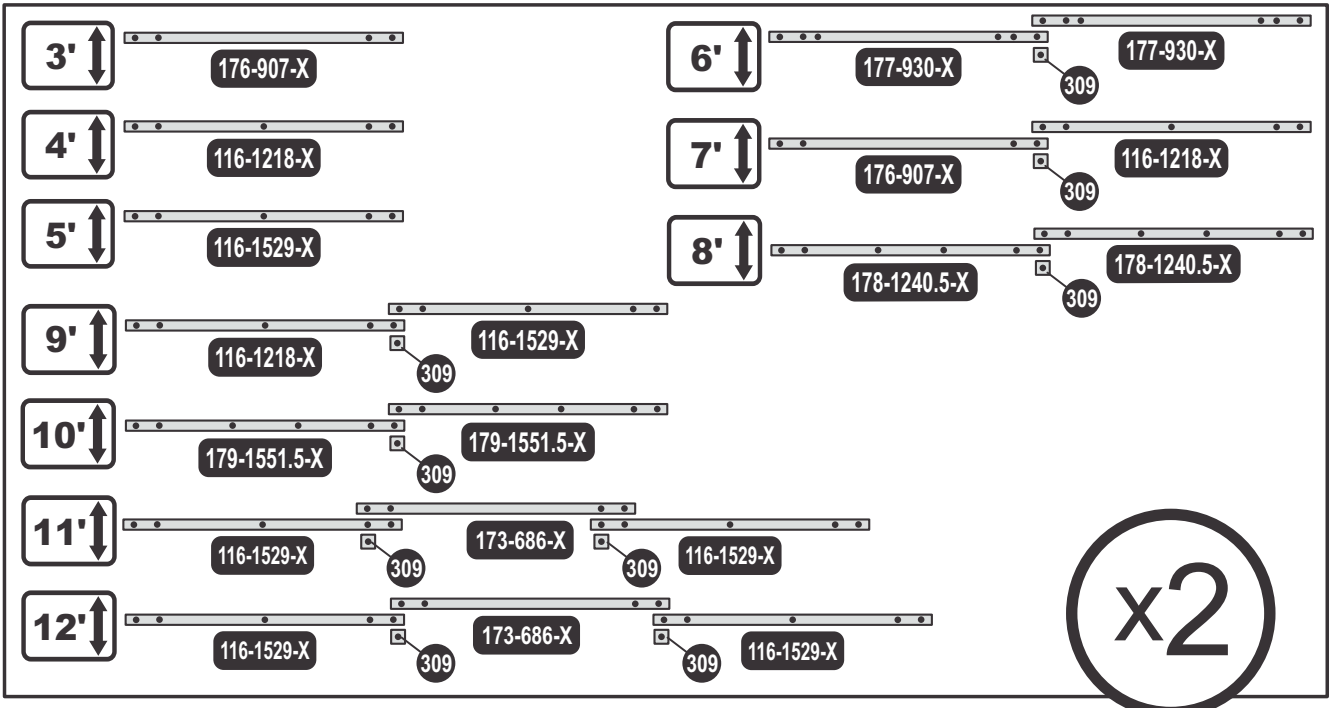 3'
176-907-X
4'
116-1218-X
5'
116-1529-X
6'
177-930-X
309
177-930-X
7'
176-907-X
309
116-1218-X
8'
178-1240.5-X
309
178-1240.5-X
9'
116-1218-X
309
116-1529-X
10'
179-1551.5-X
309
179-1551.5-X
11'
116-1529-X
309
173-686-X
309
116-1529-X
12'
116-1529-X
309
173-686-X
309
116-1529-X
x2